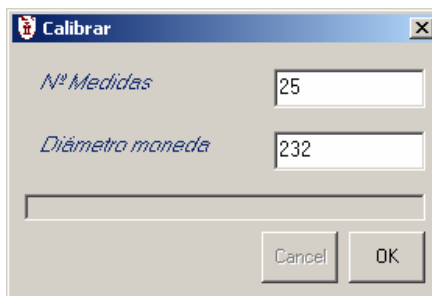 Calibrar
Nº Medidas
25
Diámetro moneda
232
Cancel
OK